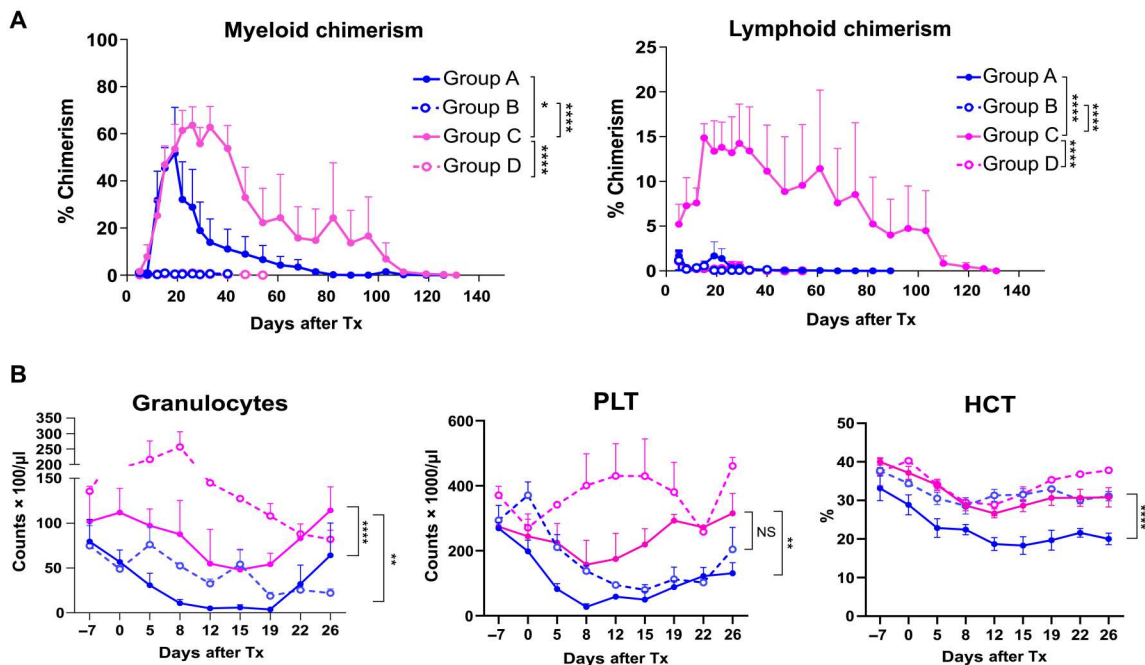 A
Myeloid chimerism
% Chimerism
100
80
60
40
20
0
0 20 40 60 80 100 120 140
Days after Tx
Group A
Group B
Group C
Group D
*
****
****
Lymphoid chimerism
% Chimerism
25
20
15
10
5
0
0 20 40 60 80 100 120 140
Days after Tx
Group A
Group B
Group C
Group D
****
****
****
B
Granulocytes
Counts × 100/µl
350
300
250
200
150
100
50
0
–7 0 5 8 12 15 19 22 26
Days after Tx
****
**
PLT
Counts × 1000/µl
600
400
200
0
–7 0 5 8 12 15 19 22 26
Days after Tx
NS
**
HCT
%
50
40
30
20
10
0
–7 0 5 8 12 15 19 22 26
Days after Tx
****